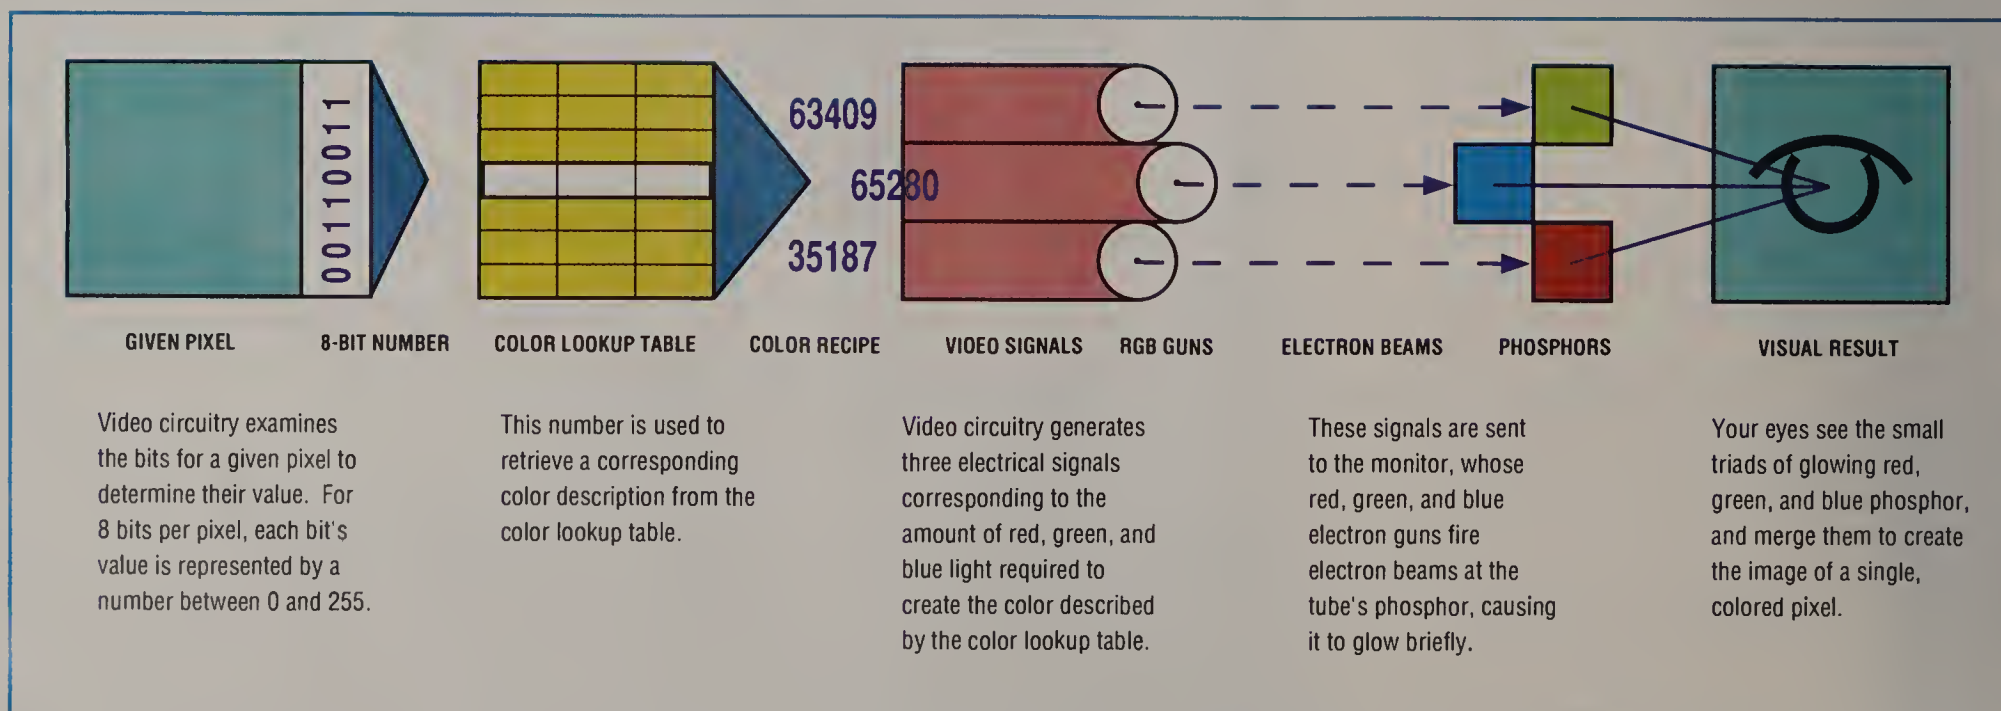 00110011
63409
65280
35187
GIVEN PIXEL
8-BIT NUMBER
COLOR LOOKUP TABLE
COLOR RECIPE
VIDEO SIGNALS
RGB GUNS
ELECTRON BEAMS
PHOSPHORS
VISUAL RESULT
Video circuitry examines
the bits for a given pixel to
determine their value. For
8 bits per pixel, each bit's
value is represented by a
number between 0 and 255.
This number is used to
retrieve a corresponding
color description from the
color lookup table.
Video circuitry generates
three electrical signals
corresponding to the
amount of red, green, and
blue light required to
create the color described
by the color lookup table.
These signals are sent
to the monitor, whose
red, green, and blue
electron guns fire
electron beams at the
tube's phosphor, causing
it to glow briefly.
Your eyes see the small
triads of glowing red,
green, and blue phosphor,
and merge them to create
the image of a single,
colored pixel.